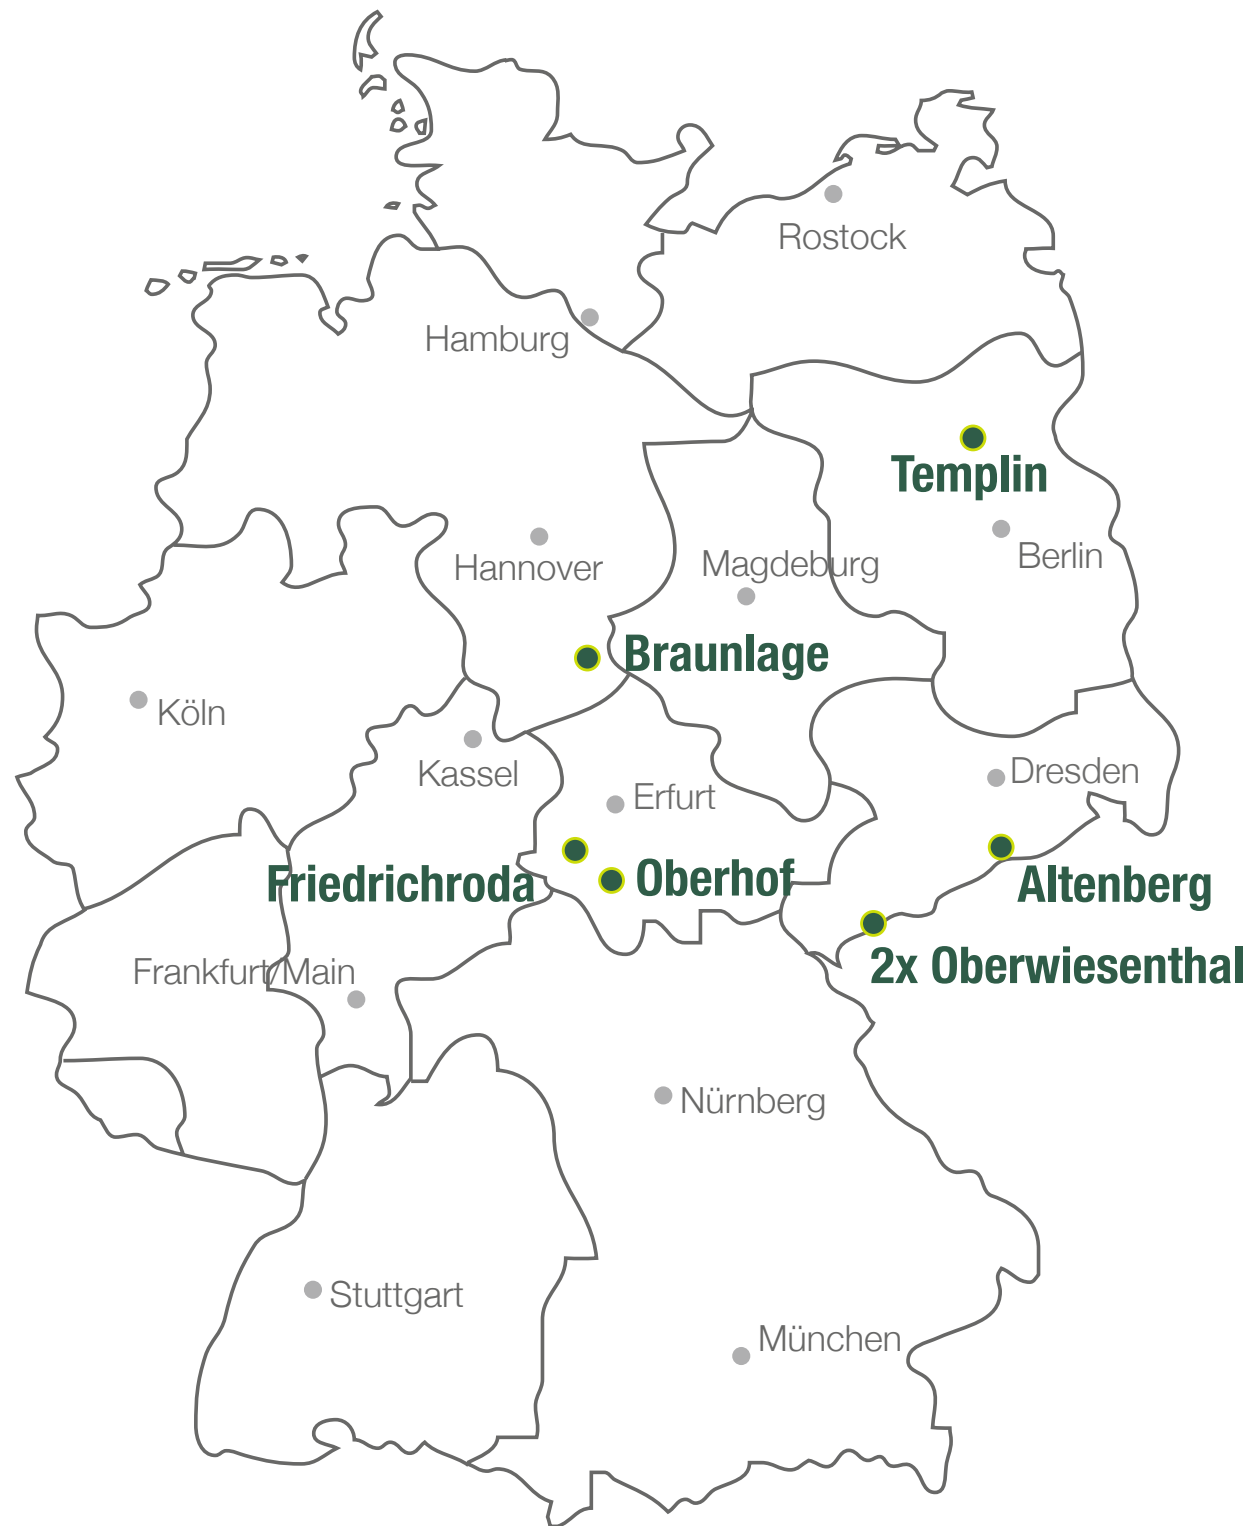 Rostock
Hamburg
Templin
Berlin
Hannover
Magdeburg
Braunlage
Köln
Kassel
Dresden
Erfurt
Friedrichroda
Oberhof
Altenberg
Frankfurt/Main
2x Oberwiesenthal
Nürnberg
Stuttgart
München